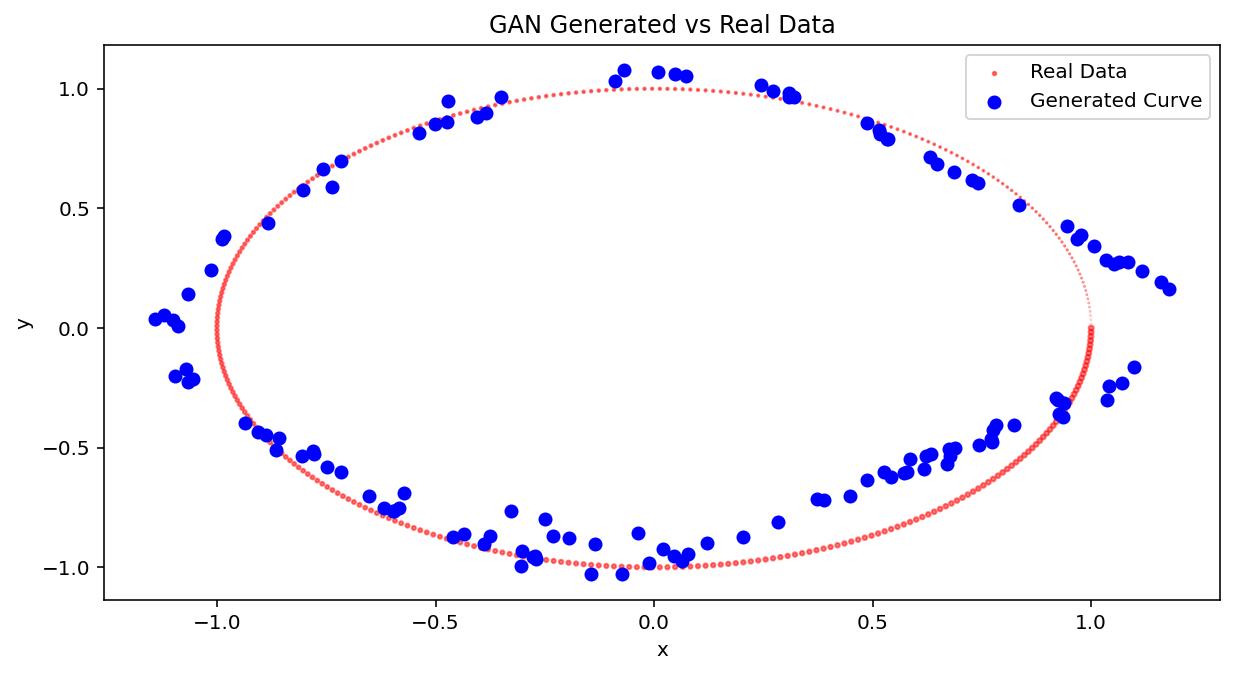 GAN Generated vs Real Data
Real Data
Generated Curve
1.0
0.5
0.0
−0.5
−1.0
y
−1.0 −0.5 0.0 0.5 1.0
x